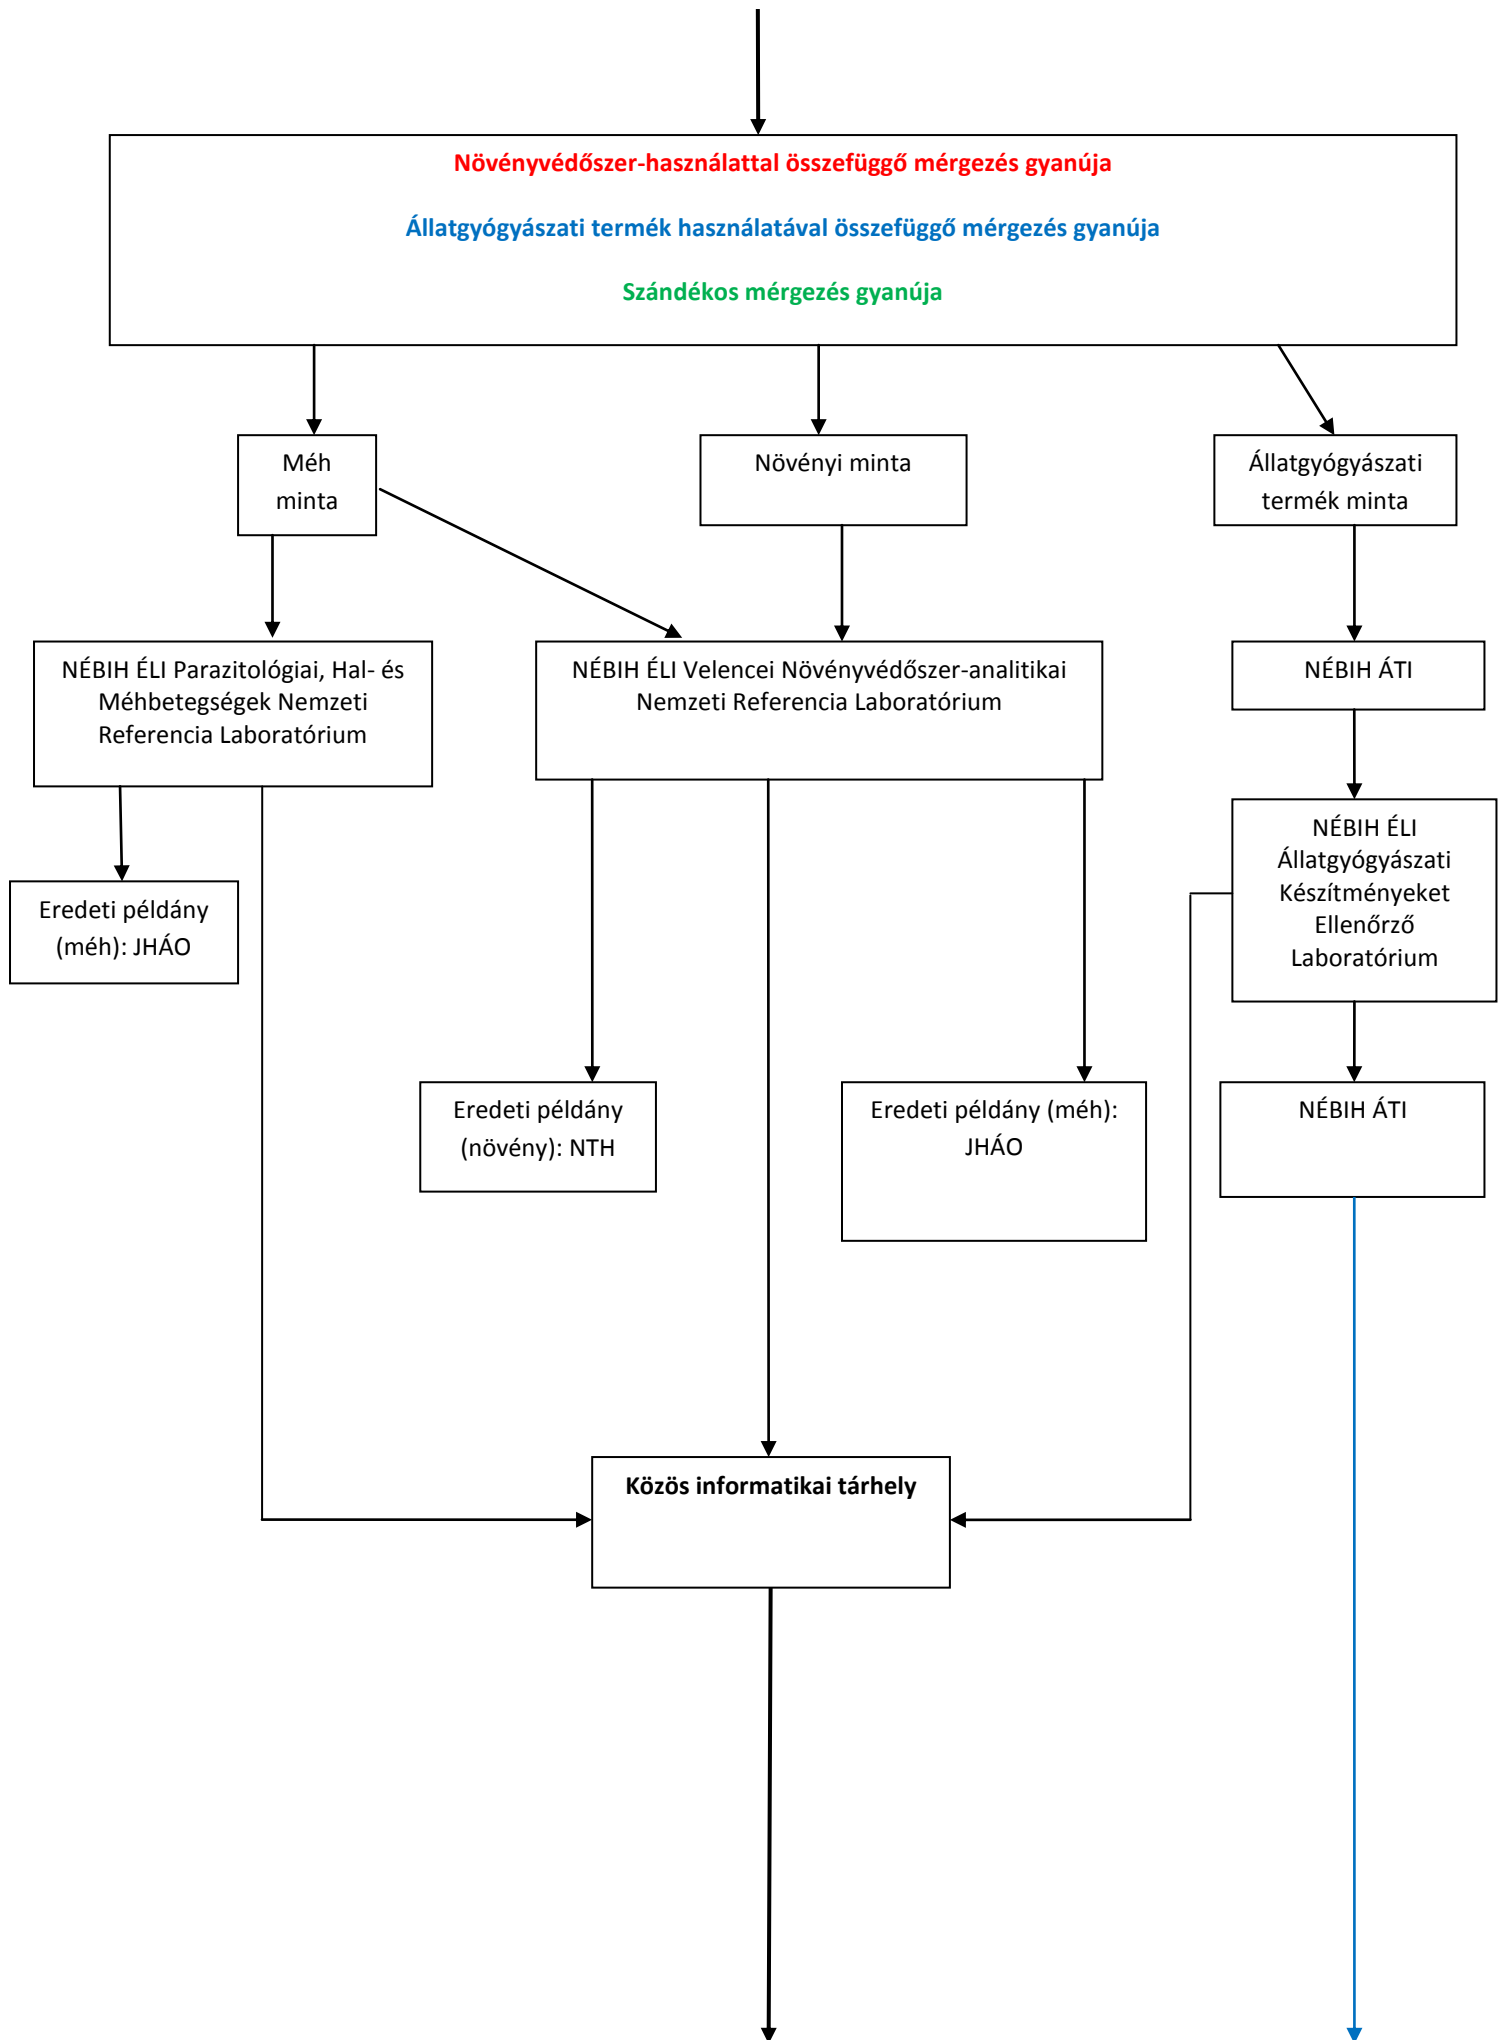 Növényvédőszer-használattal összefüggő mérgezés gyanúja
Állatgyógyászati termék használatával összefüggő mérgezés gyanúja
Szándékos mérgezés gyanúja
Méh
minta
Növényi minta
Állatgyógyászati
termék minta
NÉBIH ÉLI Parazitológiai, Hal- és
Méhbetegségek Nemzeti
Referencia Laboratórium
NÉBIH ÉLI Velencei Növényvédőszer-analitikai
Nemzeti Referencia Laboratórium
NÉBIH ÁTI
NÉBIH ÉLI
Állatgyógyászati
Készítményeket
Ellenőrző
Laboratórium
Eredeti példány
(méh): JHÁO
Eredeti példány
(növény): NTH
Eredeti példány (méh):
JHÁO
NÉBIH ÁTI
Közös informatikai tárhely